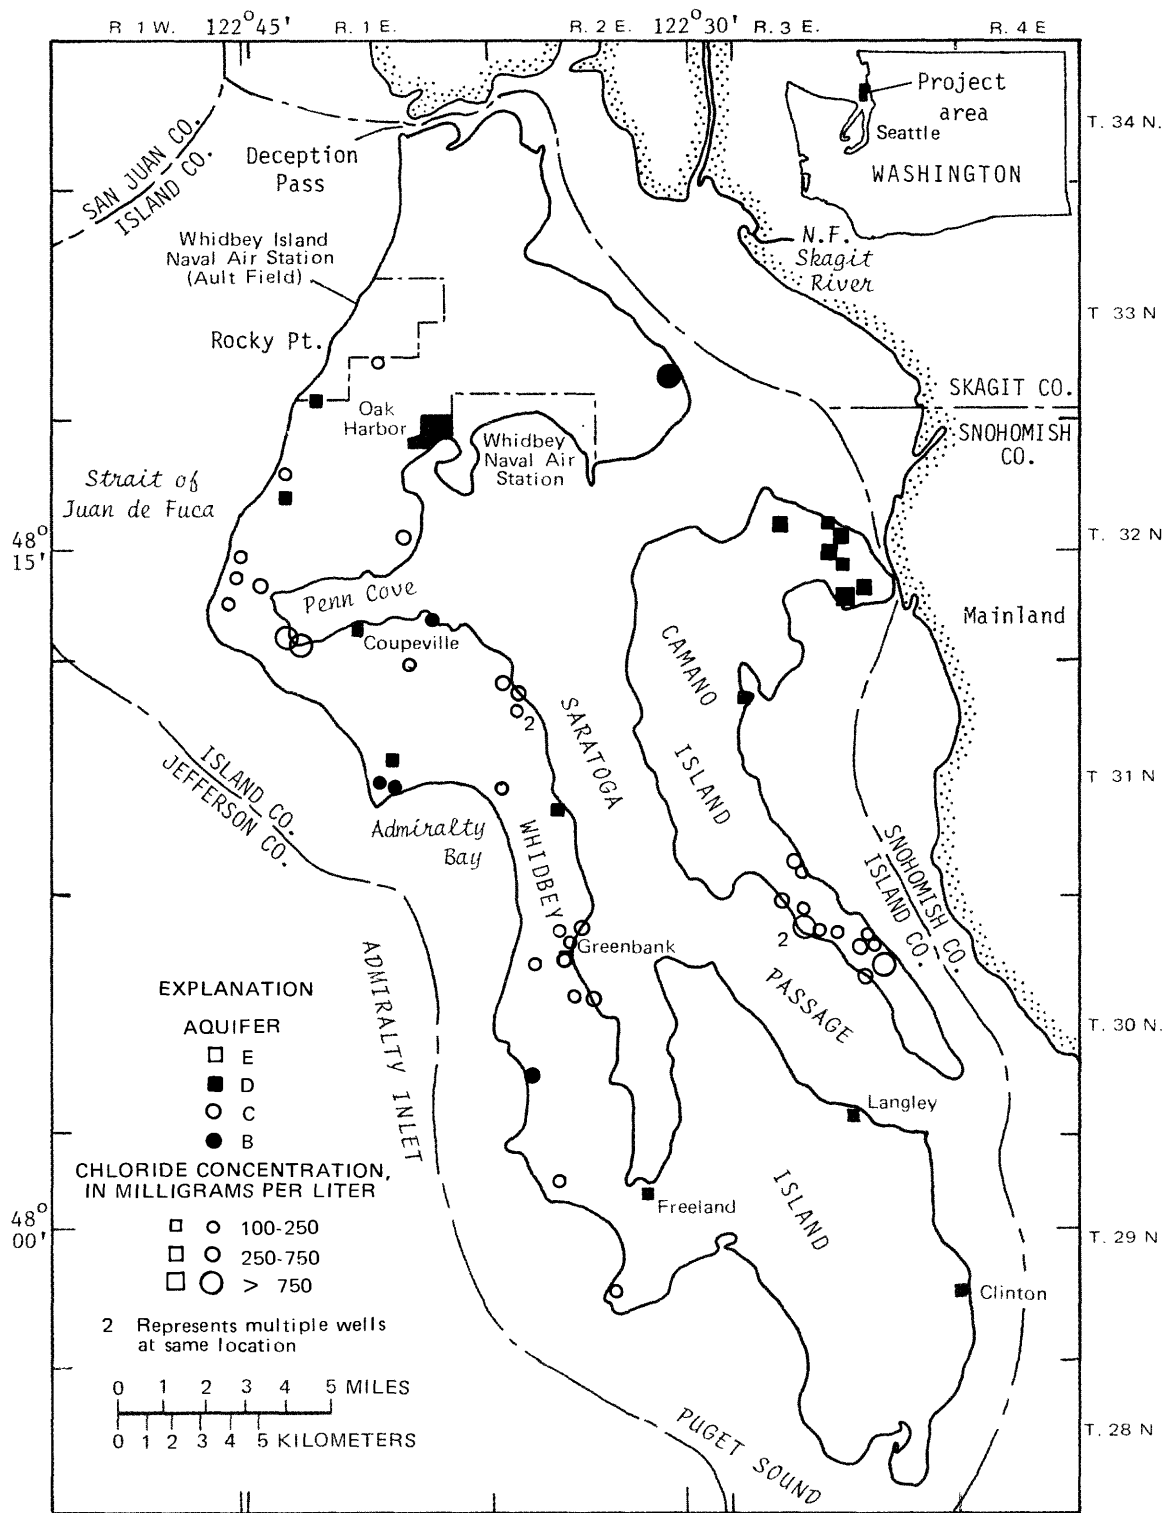 R 1 W.
122°45'
R. 1 E.
R. 2 E.
122°30'
R. 3 E.
R. 4 E
Project
area
Seattle
WASHINGTON
T. 34 N.
SAN JUAN CO.
ISLAND CO.
Deception
Pass
Whidbey Island
Naval Air Station
(Ault Field)
N.F.
Skagit
River
T 33 N
Rocky Pt.
SKAGIT CO.
SNOHOMISH
CO.
Oak
Harbor
Whidbey
Naval Air
Station
Strait of
Juan de Fuca
48°
15'
T. 32 N
Penn Cove
Mainland
Coupeville
CAMANO
ISLAND
SARATOGA
PASSAGE
2
ISLAND CO.
JEFFERSON CO.
T 31 N
Admiralty
Bay
WHIDBEY
ISLAND
SNOHOMISH CO.
ISLAND CO.
2
Greenbank
ADMIRALTY INLET
T. 30 N.
EXPLANATION
AQUIFER
E
D
C
B
CHLORIDE CONCENTRATION,
IN MILLIGRAMS PER LITER
100-250
250-750
> 750
2 Represents multiple wells
at same location
Langley
Freeland
48°
00'
T. 29 N
Clinton
0 1 2 3 4 5 MILES
0 1 2 3 4 5 KILOMETERS
PUGET SOUND
T. 28 N